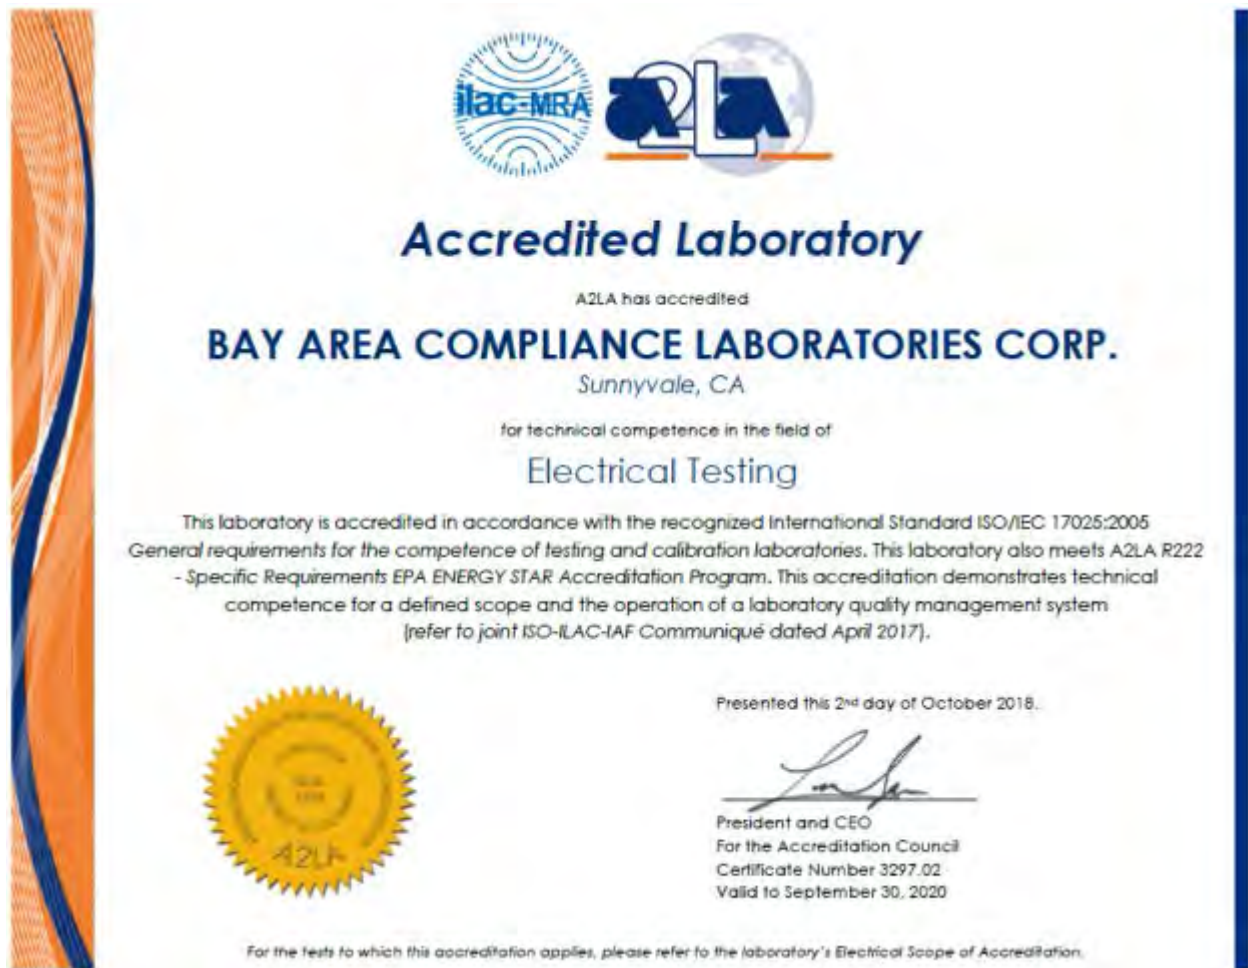 ilac-MRA
A2LA
Accredited Laboratory
A2LA has accredited
BAY AREA COMPLIANCE LABORATORIES CORP.
Sunnyvale, CA
for technical competence in the field of
Electrical Testing
This laboratory is accredited in accordance with the recognized International Standard ISO/IEC 17025:2005
General requirements for the competence of testing and calibration laboratories. This laboratory also meets A2LA R222
- Specific Requirements EPA ENERGY STAR Accreditation Program. This accreditation demonstrates technical
competence for a defined scope and the operation of a laboratory quality management system
(refer to joint ISO-ILAC-IAF Communiqué dated April 2017).
Presented this 2nd day of October 2018.
President and CEO
For the Accreditation Council
Certificate Number 3297.02
Valid to September 30, 2020
A2LA
For the tests to which this accreditation applies, please refer to the laboratory's Electrical Scope of Accreditation.